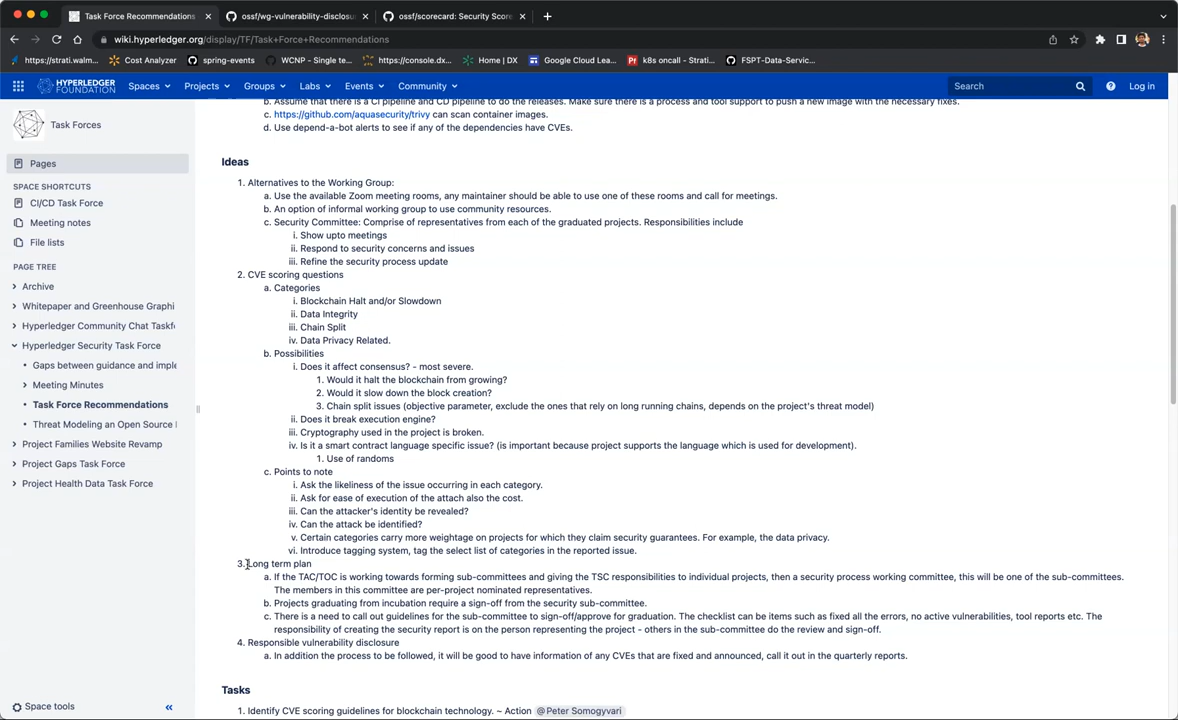 Task Force Recommendations
ossf/wg-vulnerability-disclosu
ossf/scorecard: Security Scor
wiki.hyperledger.org/display/TF/Task+Force+Recommendations
https://strati.walm...
Cost Analyzer
spring-events
WCNP - Single te...
https://console.dx...
Home | DX
Google Cloud Lea...
k8s oncall - Strati...
FSPT-Data-Servic...
HYPERLEDGER FOUNDATION
Spaces
Projects
Groups
Labs
Events
Community
Search
Log in
Task Forces
Pages
SPACE SHORTCUTS
CI/CD Task Force
Meeting notes
File lists
PAGE TREE
Archive
Whitepaper and Greenhouse Graphi
Hyperledger Community Chat Taskf
Hyperledger Security Task Force
Gaps between guidance and imple
Meeting Minutes
Task Force Recommendations
Threat Modeling an Open Source
Project Families Website Revamp
Project Gaps Task Force
Project Health Data Task Force
Space tools
b. Assume that there is a CI pipeline and CD pipeline to do the releases. Make sure there is a process and tool support to push a new image with the necessary fixes.
c. https://github.com/aquasecurity/trivy can scan container images.
d. Use depend-a-bot alerts to see if any of the dependencies have CVEs.
Ideas
1. Alternatives to the Working Group:
a. Use the available Zoom meeting rooms, any maintainer should be able to use one of these rooms and call for meetings.
b. An option of informal working group to use community resources.
c. Security Committee: Comprise of representatives from each of the graduated projects. Responsibilities include
i. Show upto meetings
ii. Respond to security concerns and issues
iii. Refine the security process update
2. CVE scoring questions
a. Categories
i. Blockchain Halt and/or Slowdown
ii. Data Integrity
iii. Chain Split
iv. Data Privacy Related.
b. Possibilities
i. Does it affect consensus? - most severe.
1. Would it halt the blockchain from growing?
2. Would it slow down the block creation?
3. Chain split issues (objective parameter, exclude the ones that rely on long running chains, depends on the project's threat model)
ii. Does it break execution engine?
iii. Cryptography used in the project is broken.
iv. Is it a smart contract language specific issue? (is important because project supports the language which is used for development).
1. Use of randoms
c. Points to note
i. Ask the likeliness of the issue occurring in each category.
ii. Ask for ease of execution of the attach also the cost.
iii. Can the attacker's identity be revealed?
iv. Can the attack be identified?
v. Certain categories carry more weightage on projects for which they claim security guarantees. For example, the data privacy.
vi. Introduce tagging system, tag the select list of categories in the reported issue.
3. Long term plan
a. If the TAC/TOC is working towards forming sub-committees and giving the TSC responsibilities to individual projects, then a security process working committee, this will be one of the sub-committees.
The members in this committee are per-project nominated representatives.
b. Projects graduating from incubation require a sign-off from the security sub-committee.
c. There is a need to call out guidelines for the sub-committee to sign-off/approve for graduation. The checklist can be items such as fixed all the errors, no active vulnerabilities, tool reports etc. The
responsibility of creating the security report is on the person representing the project - others in the sub-committee do the review and sign-off.
4. Responsible vulnerability disclosure
a. In addition the process to be followed, it will be good to have information of any CVEs that are fixed and announced, call it out in the quarterly reports.
Tasks
1. Identify CVE scoring guidelines for blockchain technology. ~ Action @Peter Somogyvari